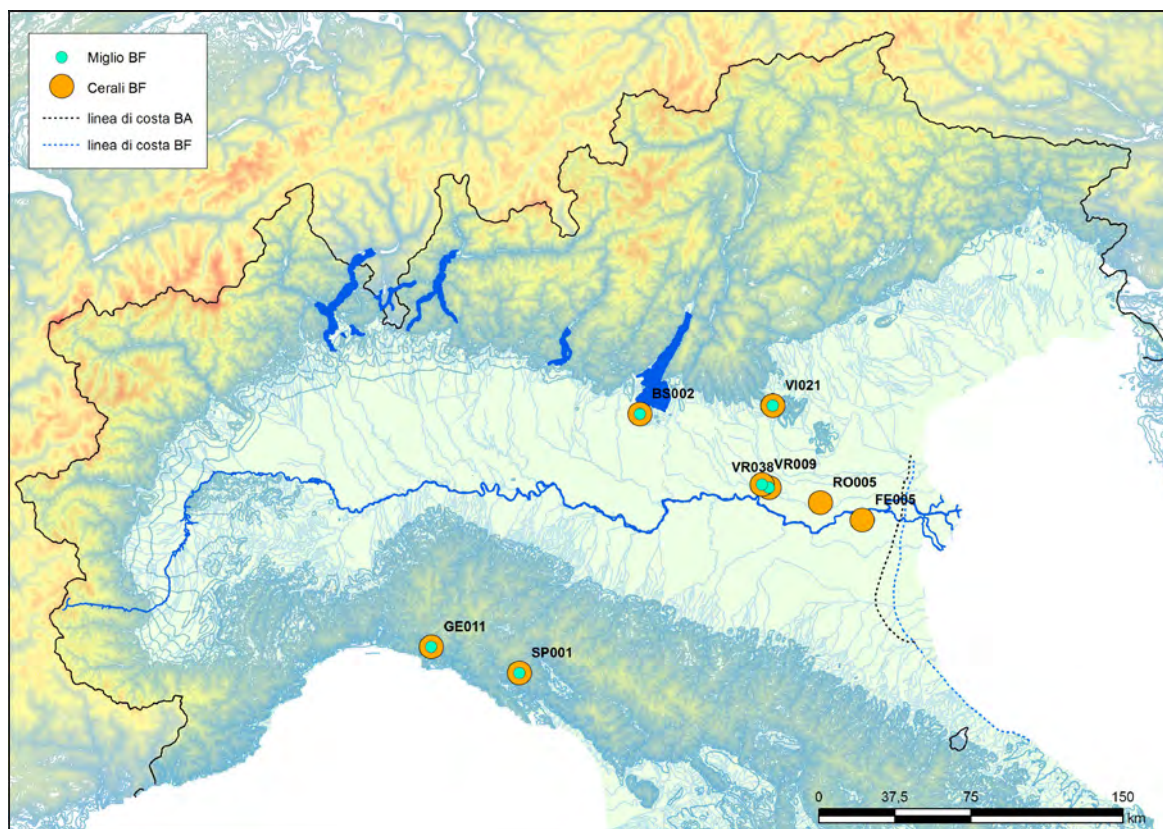 Miglio BF
Cerali BF
linea di costa BA
linea di costa BF
BS002
VI021
VR038
VR009
RO005
FE005
GE011
SP001
0 37,5 75 150
km